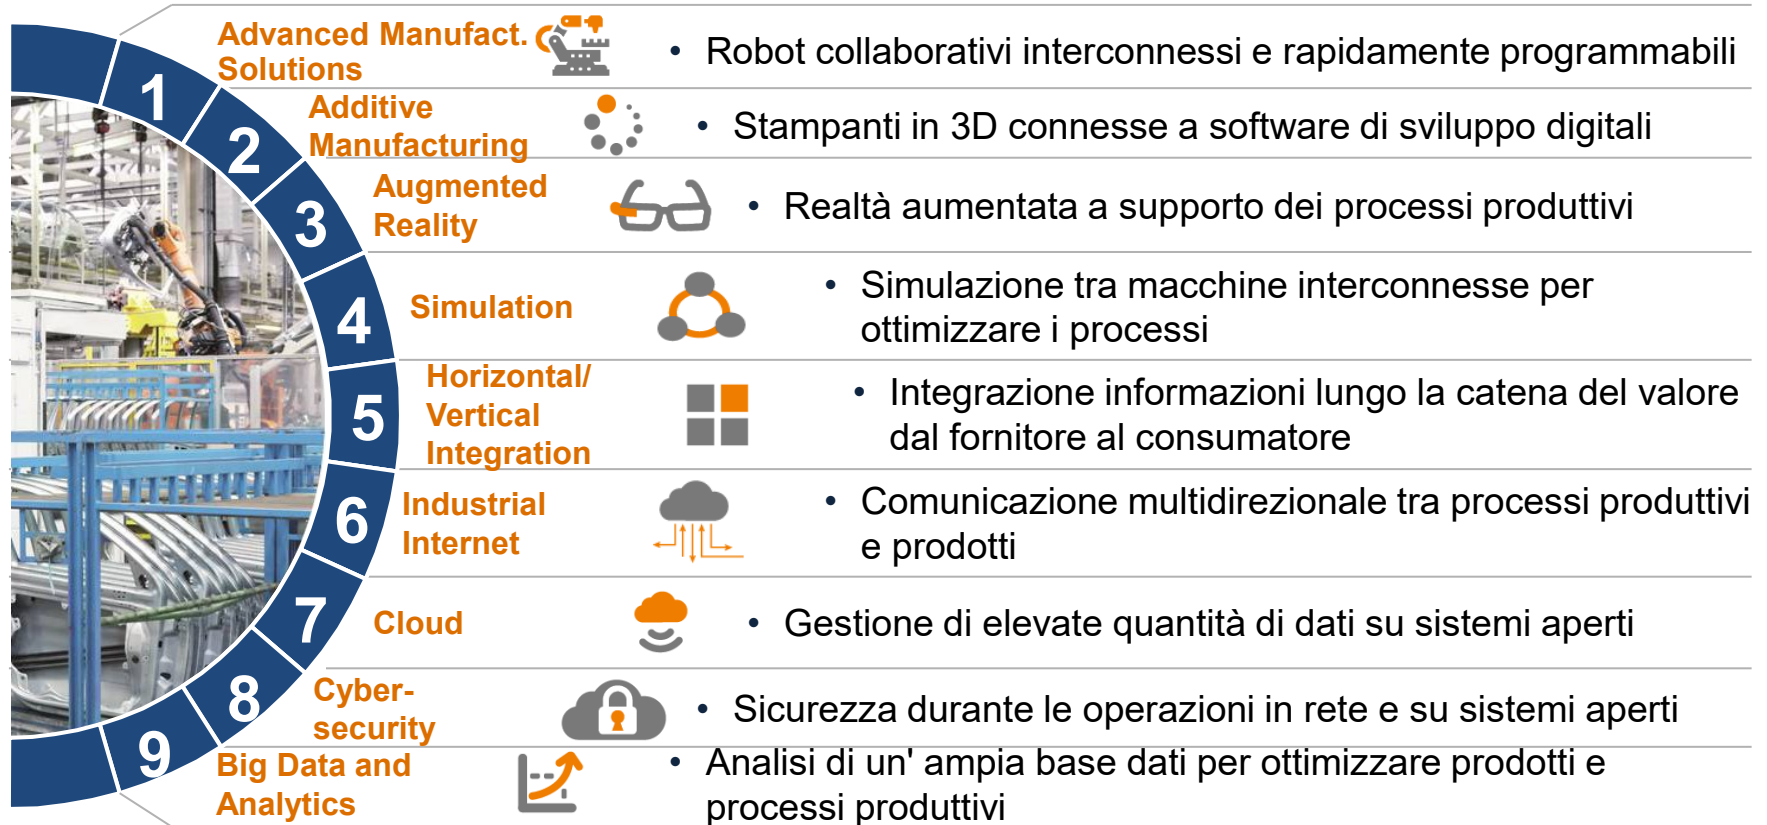 1
Advanced Manufact.
Solutions
• Robot collaborativi interconnessi e rapidamente programmabili
2
Additive
Manufacturing
• Stampanti in 3D connesse a software di sviluppo digitali
3
Augmented
Reality
• Realtà aumentata a supporto dei processi produttivi
4
Simulation
• Simulazione tra macchine interconnesse per
ottimizzare i processi
5
Horizontal/
Vertical
Integration
• Integrazione informazioni lungo la catena del valore
dal fornitore al consumatore
6
Industrial
Internet
• Comunicazione multidirezionale tra processi produttivi
e prodotti
7
Cloud
• Gestione di elevate quantità di dati su sistemi aperti
8
Cyber-
security
• Sicurezza durante le operazioni in rete e su sistemi aperti
9
Big Data and
Analytics
• Analisi di un' ampia base dati per ottimizzare prodotti e
processi produttivi